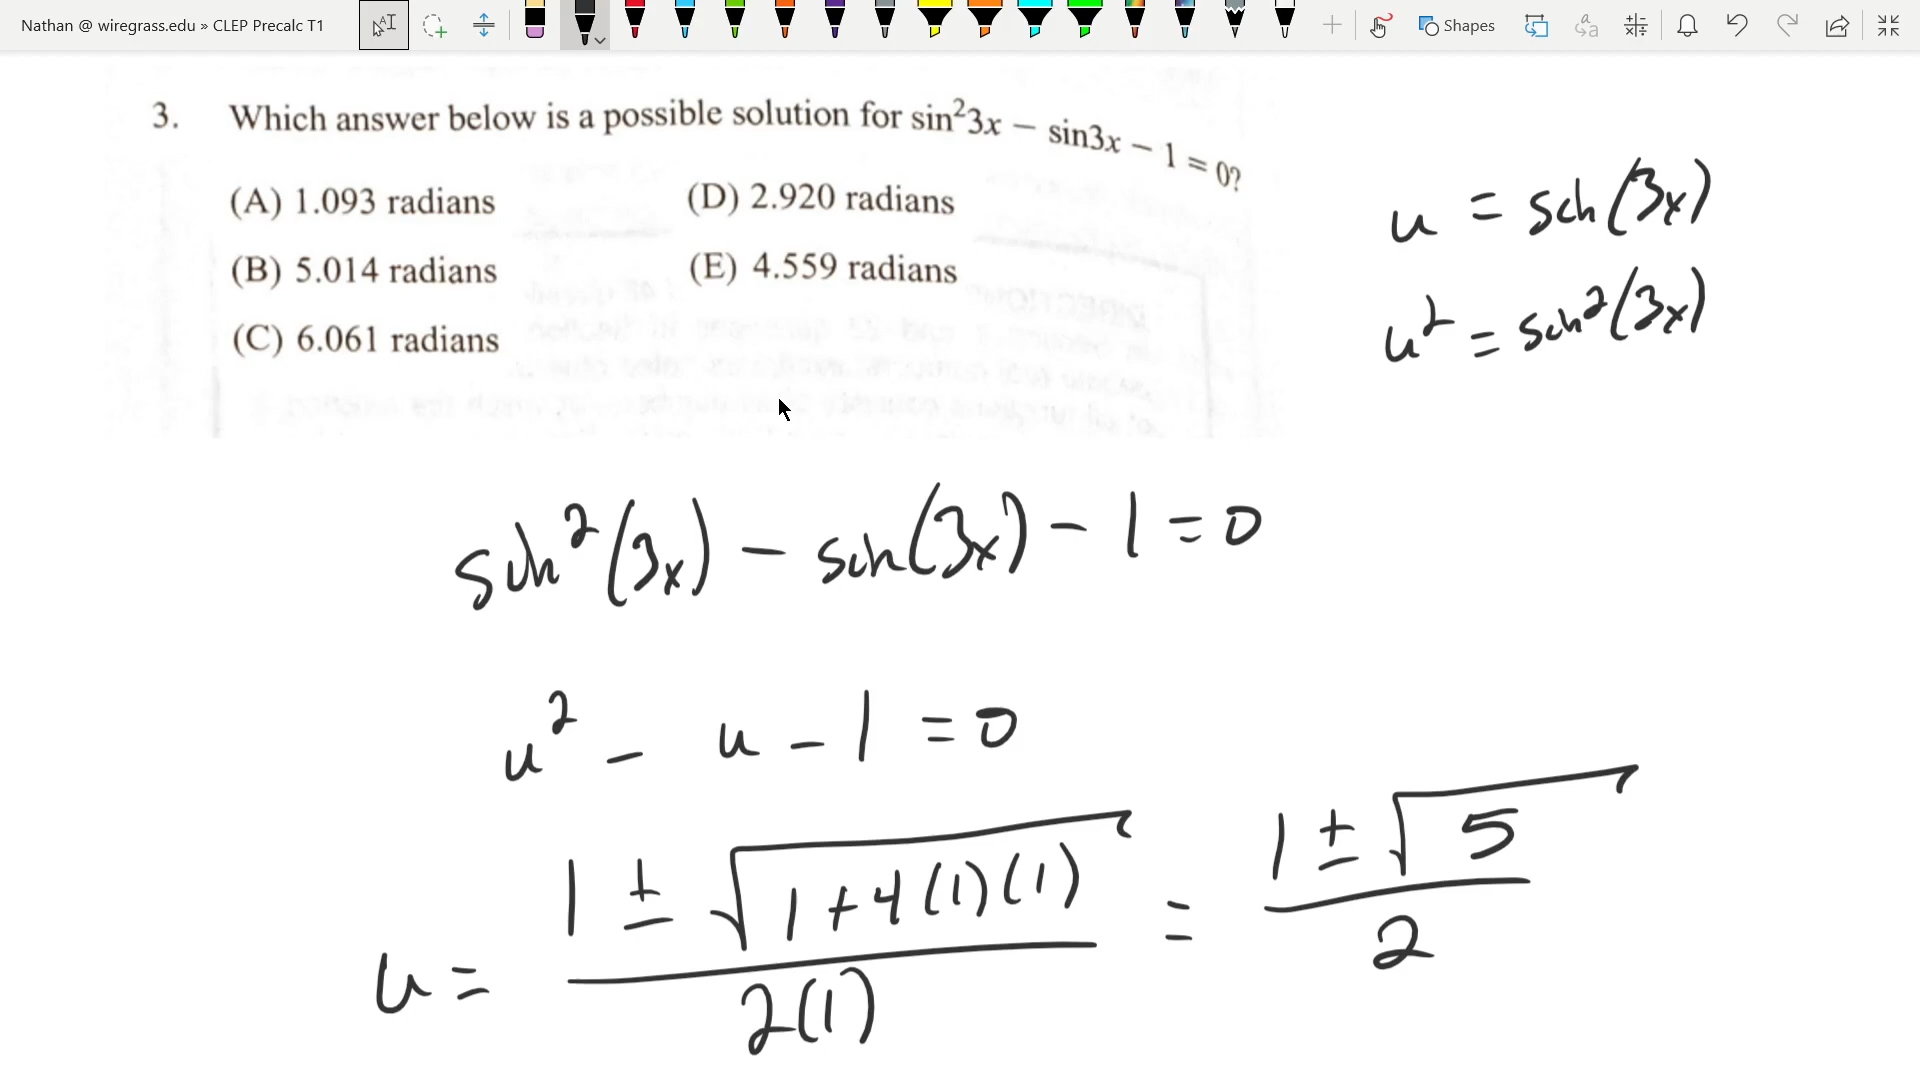 Nathan @ wiregrass.edu » CLEP Precalc T1
Shapes
3. Which answer below is a possible solution for sin²3x − sin3x − 1 = 0?
(A) 1.093 radians
(D) 2.920 radians
(B) 5.014 radians
(E) 4.559 radians
(C) 6.061 radians
u = sin(3x)
u² = sin²(3x)
sin²(3x) − sin(3x) − 1 = 0
u² − u − 1 = 0
u = (1 ± √(1+4(1)(1)))/(2(1)) = (1 ± √5)/2